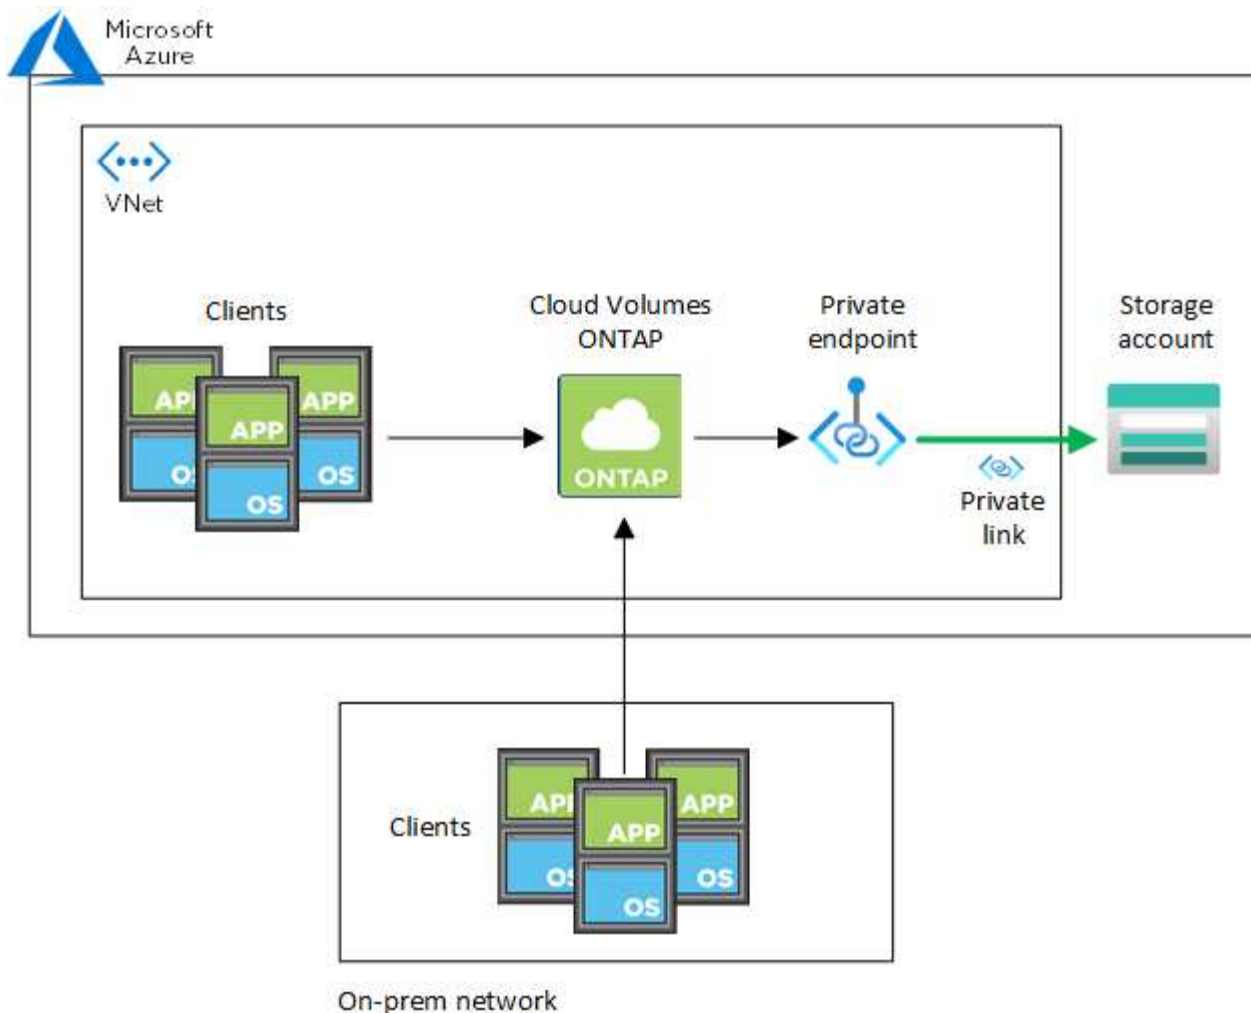 Microsoft
Azure
VNet
Clients
Cloud Volumes
ONTAP
Private
endpoint
Storage
account
APP
APP
APP
OS
OS
OS
ONTAP
Private
link
Clients
APP
APP
APP
OS
OS
OS
On-prem network